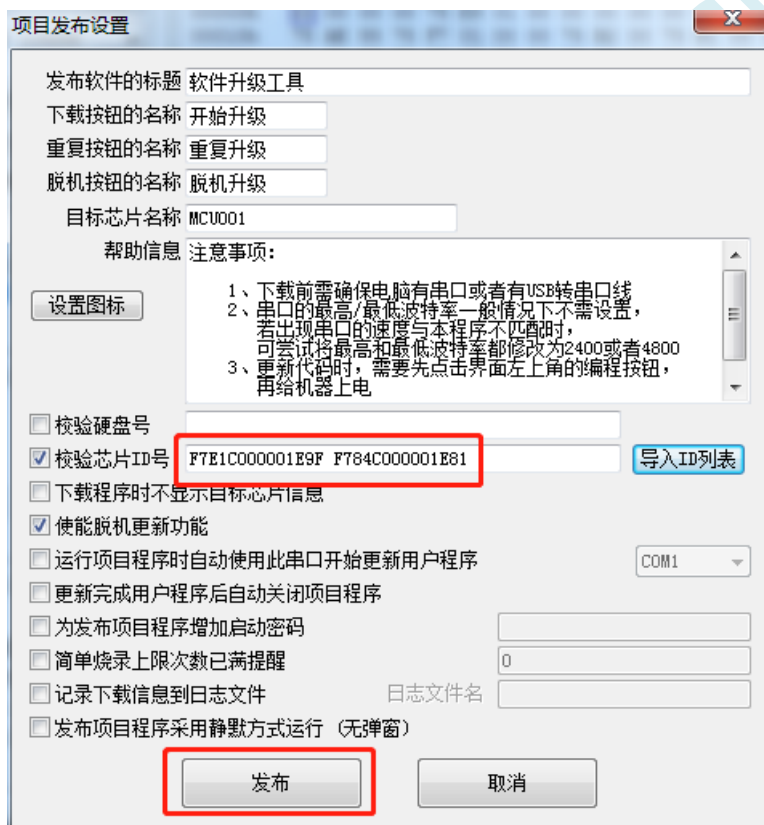 项目发布设置
发布软件的标题 软件升级工具
下载按钮的名称 开始升级
重复按钮的名称 重复升级
脱机按钮的名称 脱机升级
目标芯片名称 MCU001
帮助信息 注意事项:
1、下载前需确保电脑有串口或者有USB转串口线
2、串口的最高/最低波特率一般情况下不需设置,
若出现串口的速度与本程序不匹配时,
可尝试将最高和最低波特率都修改为2400或者4800
3、更新代码时,需要先点击界面左上角的编程按钮,
再给机器上电
设置图标
校验硬盘号
校验芯片ID号 F7E1C000001E9F F784C000001E81 导入ID列表
下载程序时不显示目标芯片信息
使能脱机更新功能
运行项目程序时自动使用此串口开始更新用户程序 COM1
更新完成用户程序后自动关闭项目程序
为发布项目程序增加启动密码
简单烧录上限次数已满提醒 0
记录下载信息到日志文件 日志文件名
发布项目程序采用静默方式运行 (无弹窗)
发布 取消